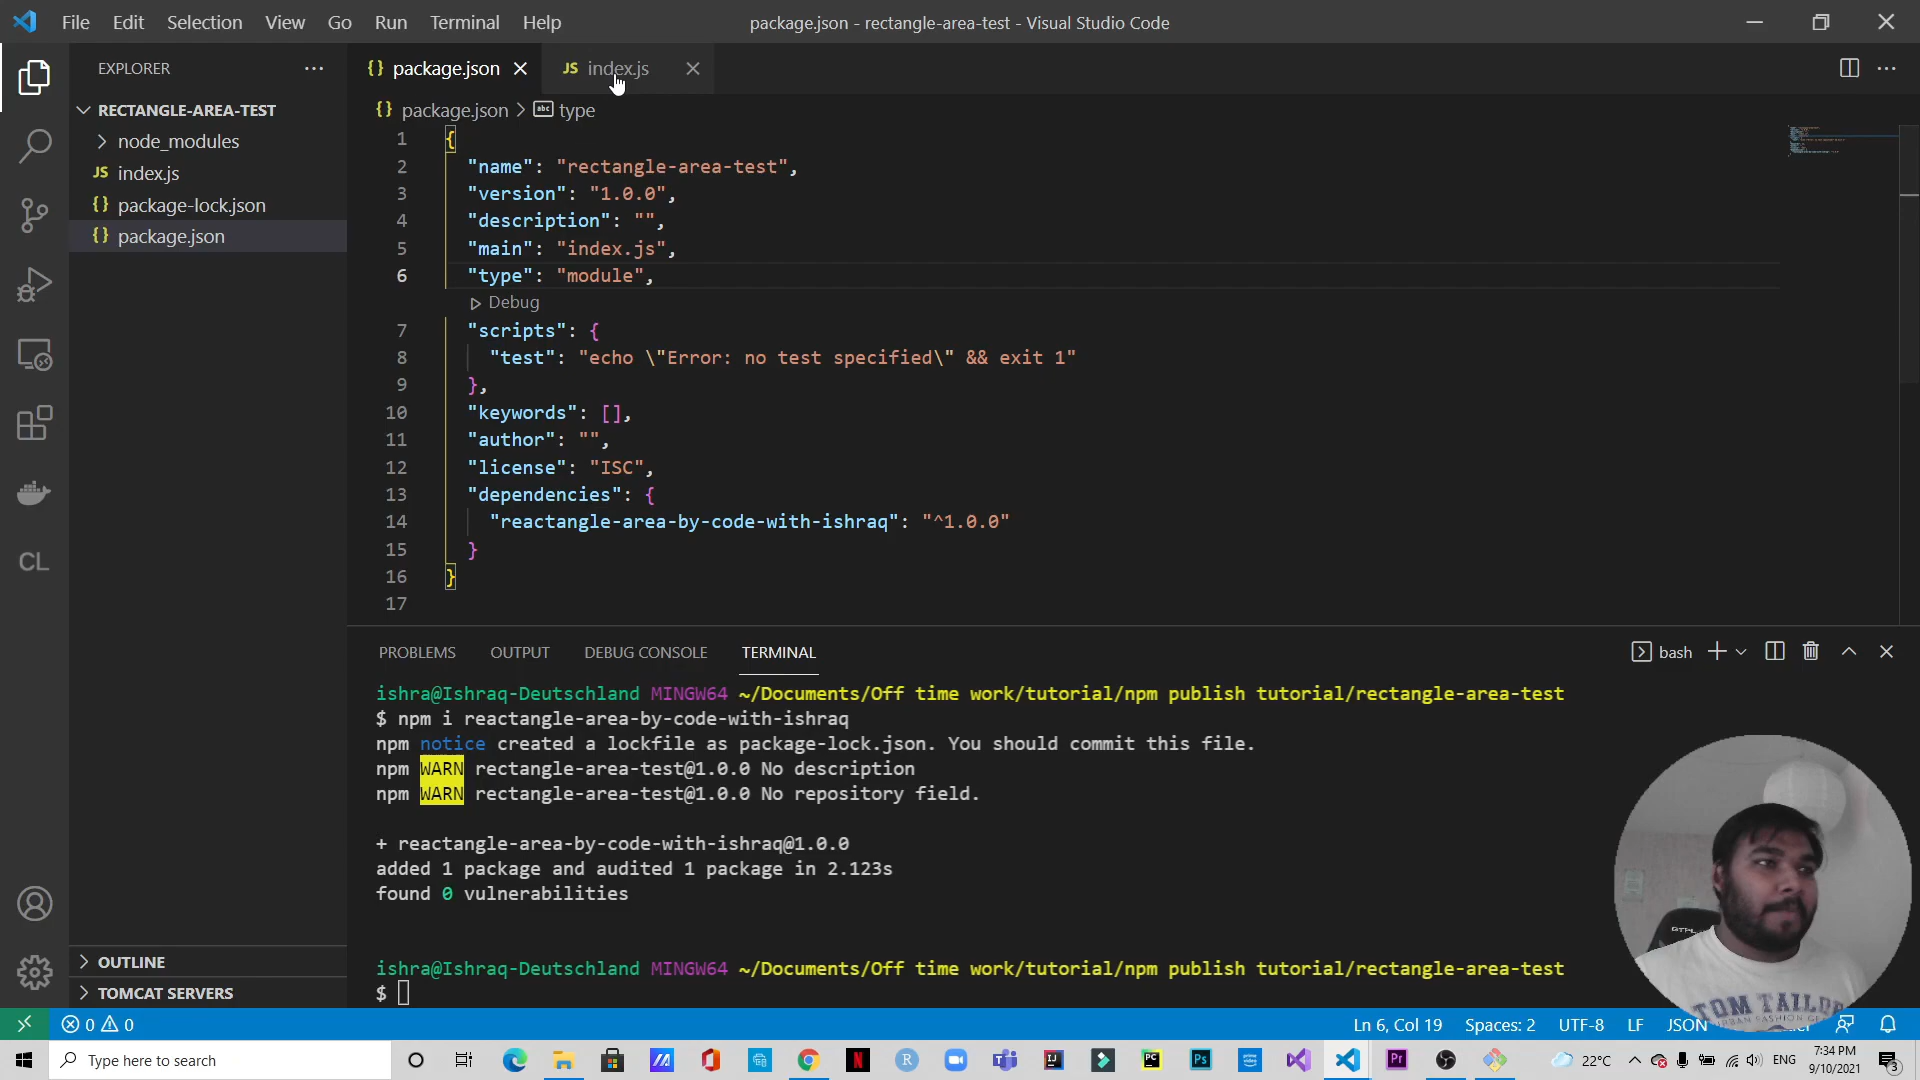 File Edit Selection View Go Run Terminal Help
package.json - rectangle-area-test - Visual Studio Code
EXPLORER
RECTANGLE-AREA-TEST
node_modules
JS index.js
{} package-lock.json
{} package.json
OUTLINE
TOMCAT SERVERS
CL
{} package.json
JS index.js
{} package.json > abc type
1 {
2 "name": "rectangle-area-test",
3 "version": "1.0.0",
4 "description": "",
5 "main": "index.js",
6 "type": "module",
Debug
7 "scripts": {
8 "test": "echo \"Error: no test specified\" && exit 1"
9 },
10 "keywords": [],
11 "author": "",
12 "license": "ISC",
13 "dependencies": {
14 "reactangle-area-by-code-with-ishraq": "^1.0.0"
15 }
16 }
17
PROBLEMS OUTPUT DEBUG CONSOLE TERMINAL
bash
ishra@Ishraq-Deutschland MINGW64 ~/Documents/Off time work/tutorial/npm publish tutorial/rectangle-area-test
$ npm i reactangle-area-by-code-with-ishraq
npm notice created a lockfile as package-lock.json. You should commit this file.
npm WARN rectangle-area-test@1.0.0 No description
npm WARN rectangle-area-test@1.0.0 No repository field.
+ reactangle-area-by-code-with-ishraq@1.0.0
added 1 package and audited 1 package in 2.123s
found 0 vulnerabilities
ishra@Ishraq-Deutschland MINGW64 ~/Documents/Off time work/tutorial/npm publish tutorial/rectangle-area-test
$
TOM TAILOR
0 0
Ln 6, Col 19 Spaces: 2 UTF-8 LF JSON
Type here to search
22°C
ENG
7:34 PM
9/10/2021
3